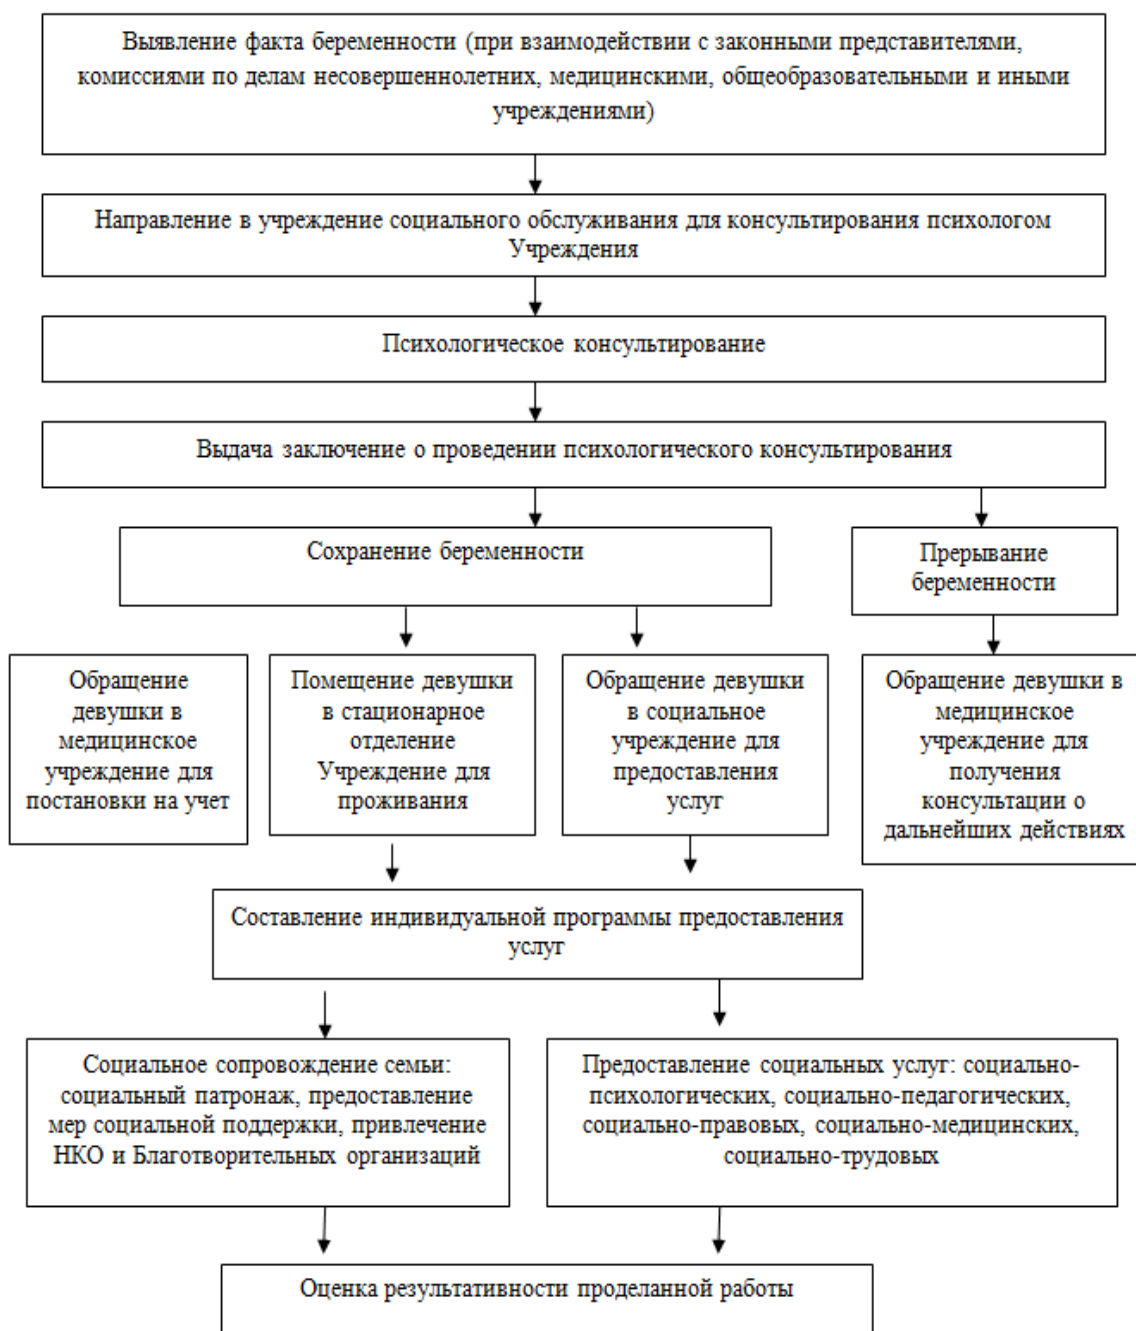 Выявление факта беременности (при взаимодействии с законными представителями,
комиссиями по делам несовершеннолетних, медицинскими, общеобразовательными и иными
учреждениями)
Направление в учреждение социального обслуживания для консультирования психологом
Учреждения
Психологическое консультирование
Выдача заключение о проведении психологического консультирования
Сохранение беременности
Прерывание
беременности
Обращение
девушки в
медицинское
учреждение для
постановки на учет
Помещение девушки
в стационарное
отделение
Учреждение для
проживания
Обращение девушки
в социальное
учреждение для
предоставления
услуг
Обращение девушки в
медицинское
учреждение для
получения
консультации о
дальнейших действиях
Составление индивидуальной программы предоставления
услуг
Социальное сопровождение семьи:
социальный патронаж, предоставление
мер социальной поддержки, привлечение
НКО и Благотворительных организаций
Предоставление социальных услуг: социально-
психологических, социально-педагогических,
социально-правовых, социально-медицинских,
социально-трудовых
Оценка результативности проделанной работы